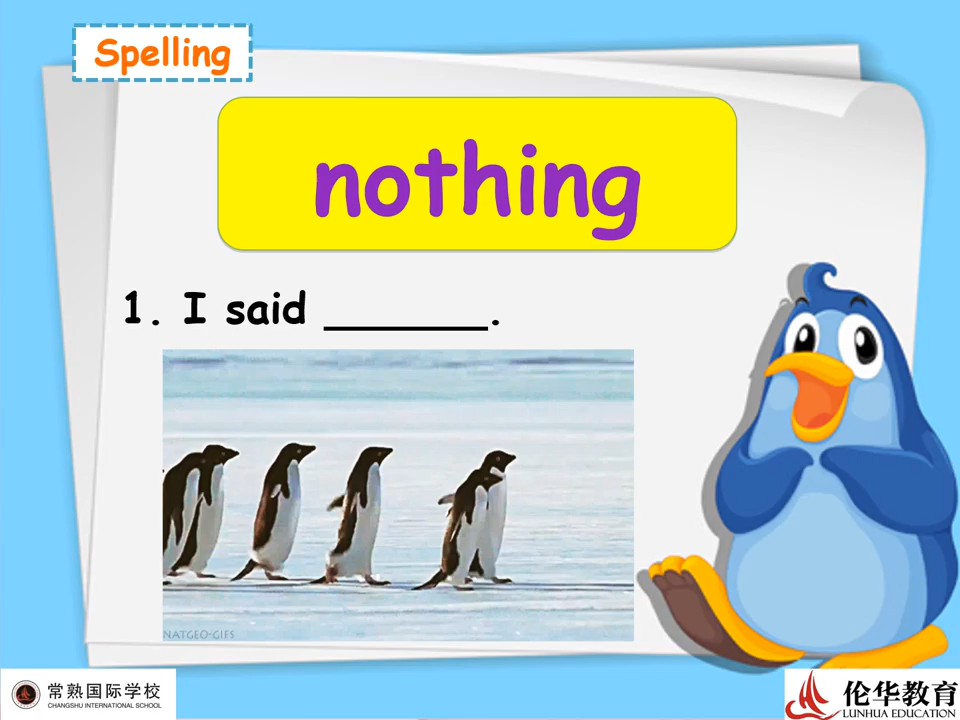 Spelling
nothing
1. I said ______.
NATGEO-GIFS
常熟国际学校
CHANGSHU INTERNATIONAL SCHOOL
伦华教育
LUNHUA EDUCATION